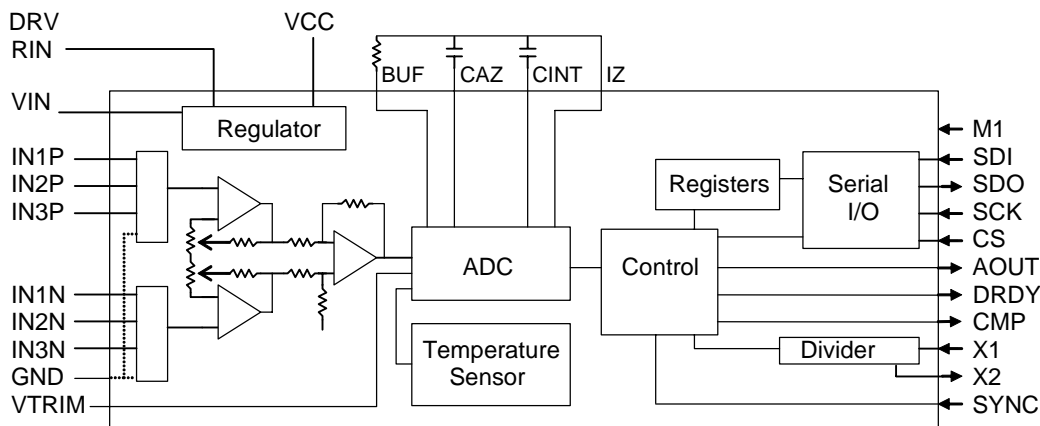 DRV
RIN
VCC
VIN
BUF
CAZ
CINT
IZ
Regulator
IN1P
IN2P
IN3P
IN1N
IN2N
IN3N
GND
VTRIM
ADC
Temperature
Sensor
Registers
Serial
I/O
Control
Divider
M1
SDI
SDO
SCK
CS
AOUT
DRDY
CMP
X1
X2
SYNC